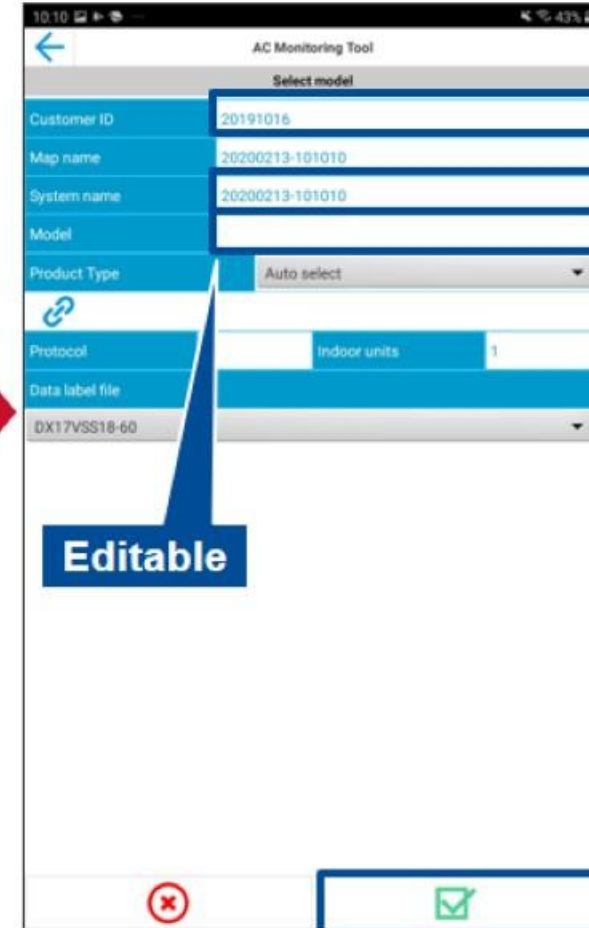 10:10 43%
AC Monitoring Tool
Select model
Customer ID 20191016
Map name 20200213-101010
System name 20200213-101010
Model
Product Type Auto select
Protocol Indoor units 1
Data label file
DX17VSS18-60
Editable